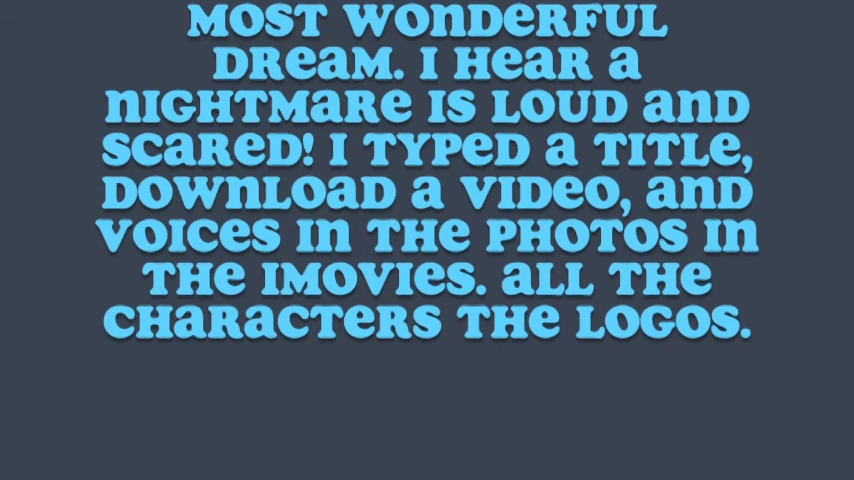 MOST WONDERFUL
DREAM. I HEAR A
NIGHTMARE IS LOUD AND
SCARED! I TYPED A TITLE,
DOWNLOAD A VIDEO, AND
VOICES IN THE PHOTOS IN
THE IMOVIES. ALL THE
CHARACTERS THE LOGOS.